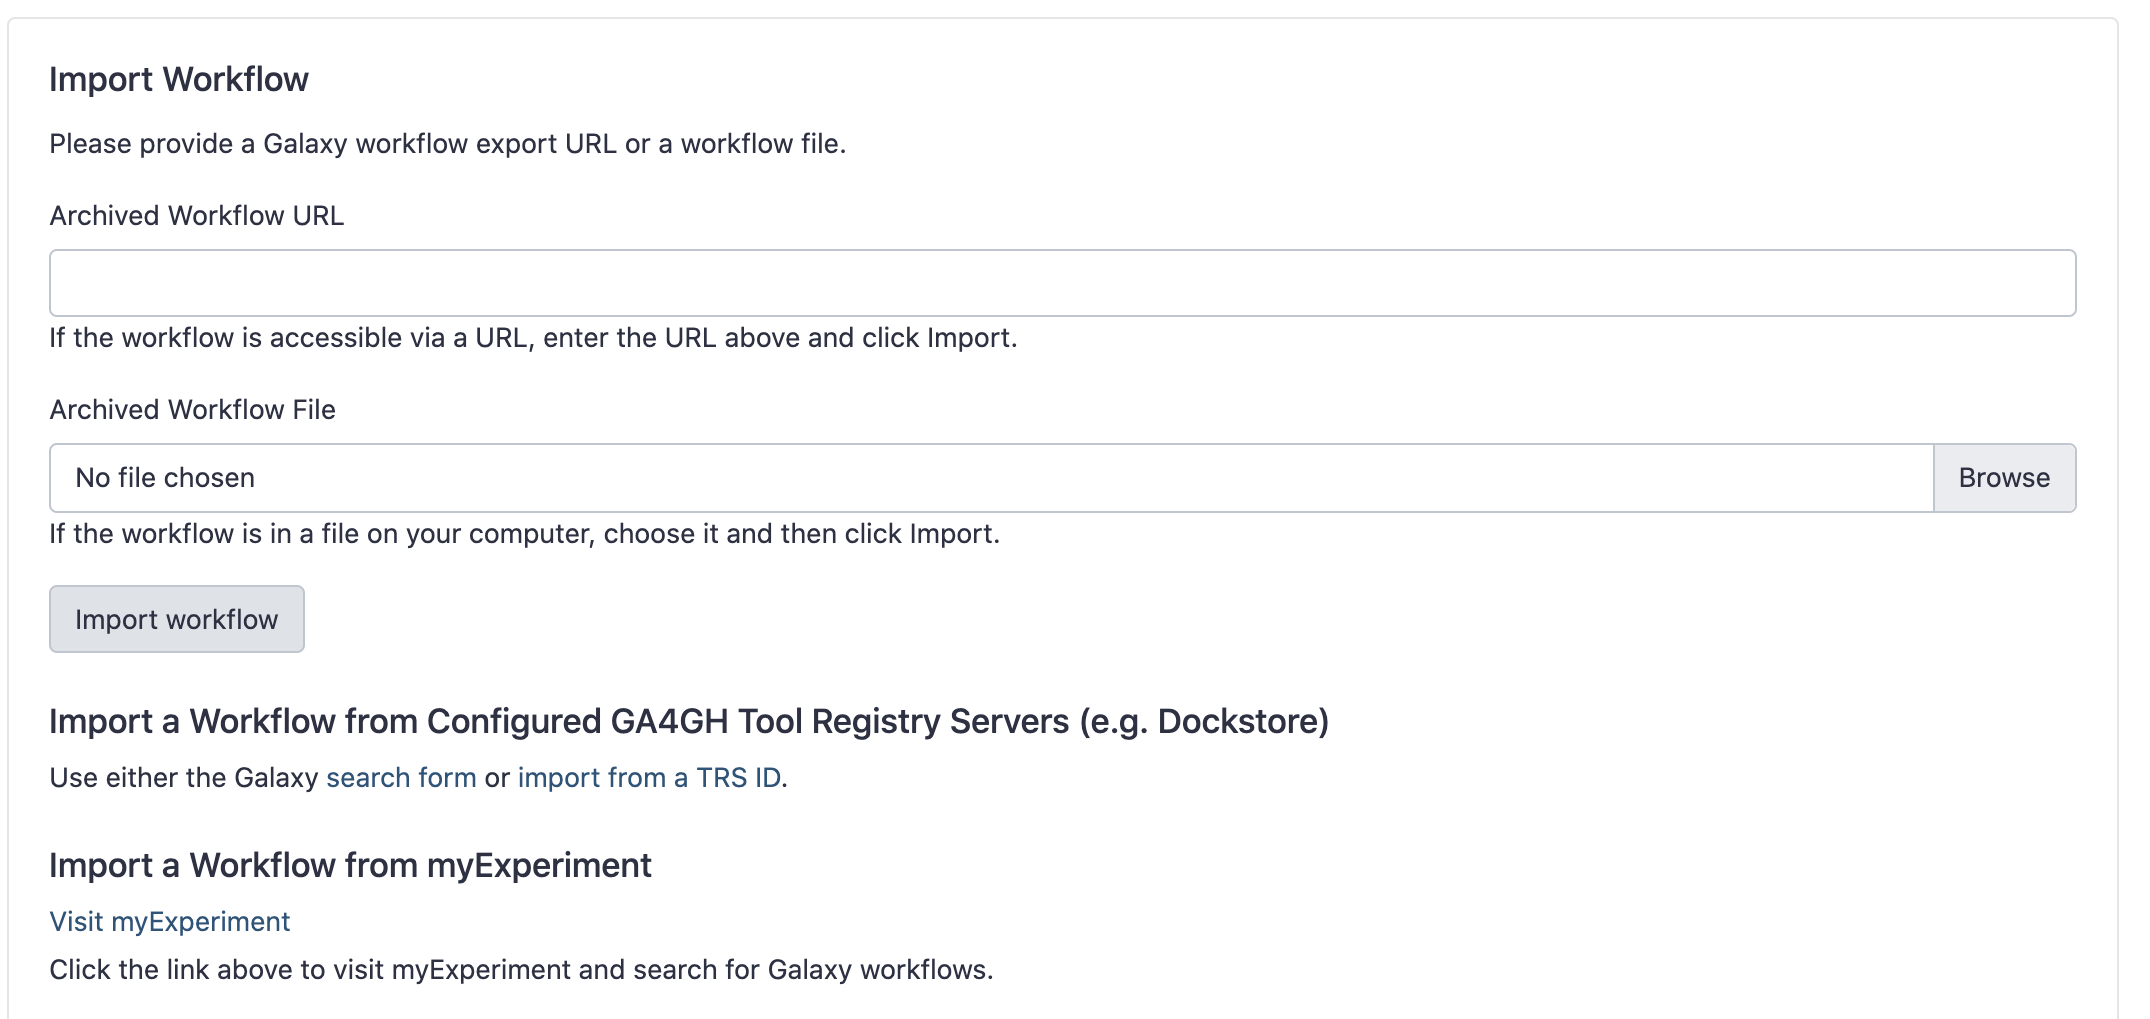 Import Workflow
Please provide a Galaxy workflow export URL or a workflow file.
Archived Workflow URL
If the workflow is accessible via a URL, enter the URL above and click Import.
Archived Workflow File
No file chosen
Browse
If the workflow is in a file on your computer, choose it and then click Import.
Import workflow
Import a Workflow from Configured GA4GH Tool Registry Servers (e.g. Dockstore)
Use either the Galaxy search form or import from a TRS ID.
Import a Workflow from myExperiment
Visit myExperiment
Click the link above to visit myExperiment and search for Galaxy workflows.